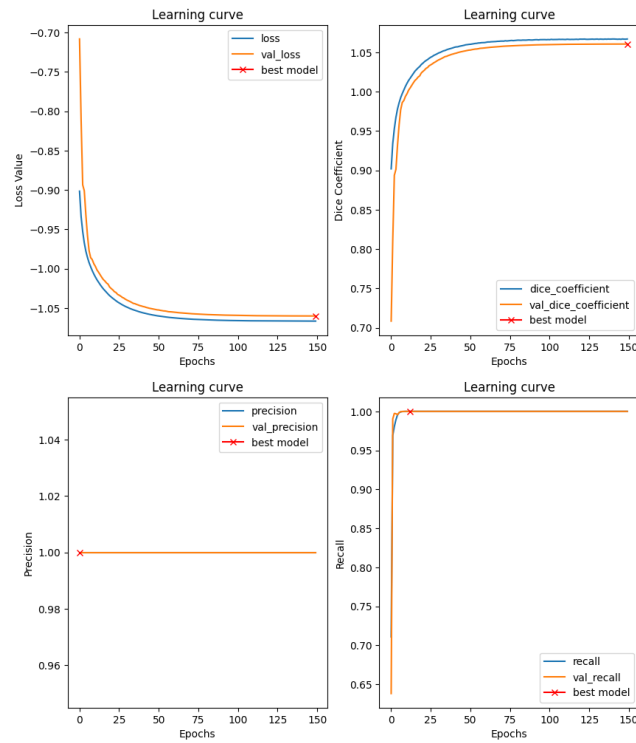 Learning curve
loss
val_loss
best model
Loss Value
−0.70
−0.75
−0.80
−0.85
−0.90
−0.95
−1.00
−1.05
0 25 50 75 100 125 150
Epochs
Learning curve
Dice Coefficient
1.05
1.00
0.95
0.90
0.85
0.80
0.75
0.70
dice_coefficient
val_dice_coefficient
best model
0 25 50 75 100 125 150
Epochs
Learning curve
precision
val_precision
best model
Precision
1.04
1.02
1.00
0.98
0.96
0 25 50 75 100 125 150
Epochs
Learning curve
Recall
1.00
0.95
0.90
0.85
0.80
0.75
0.70
0.65
recall
val_recall
best model
0 25 50 75 100 125 150
Epochs